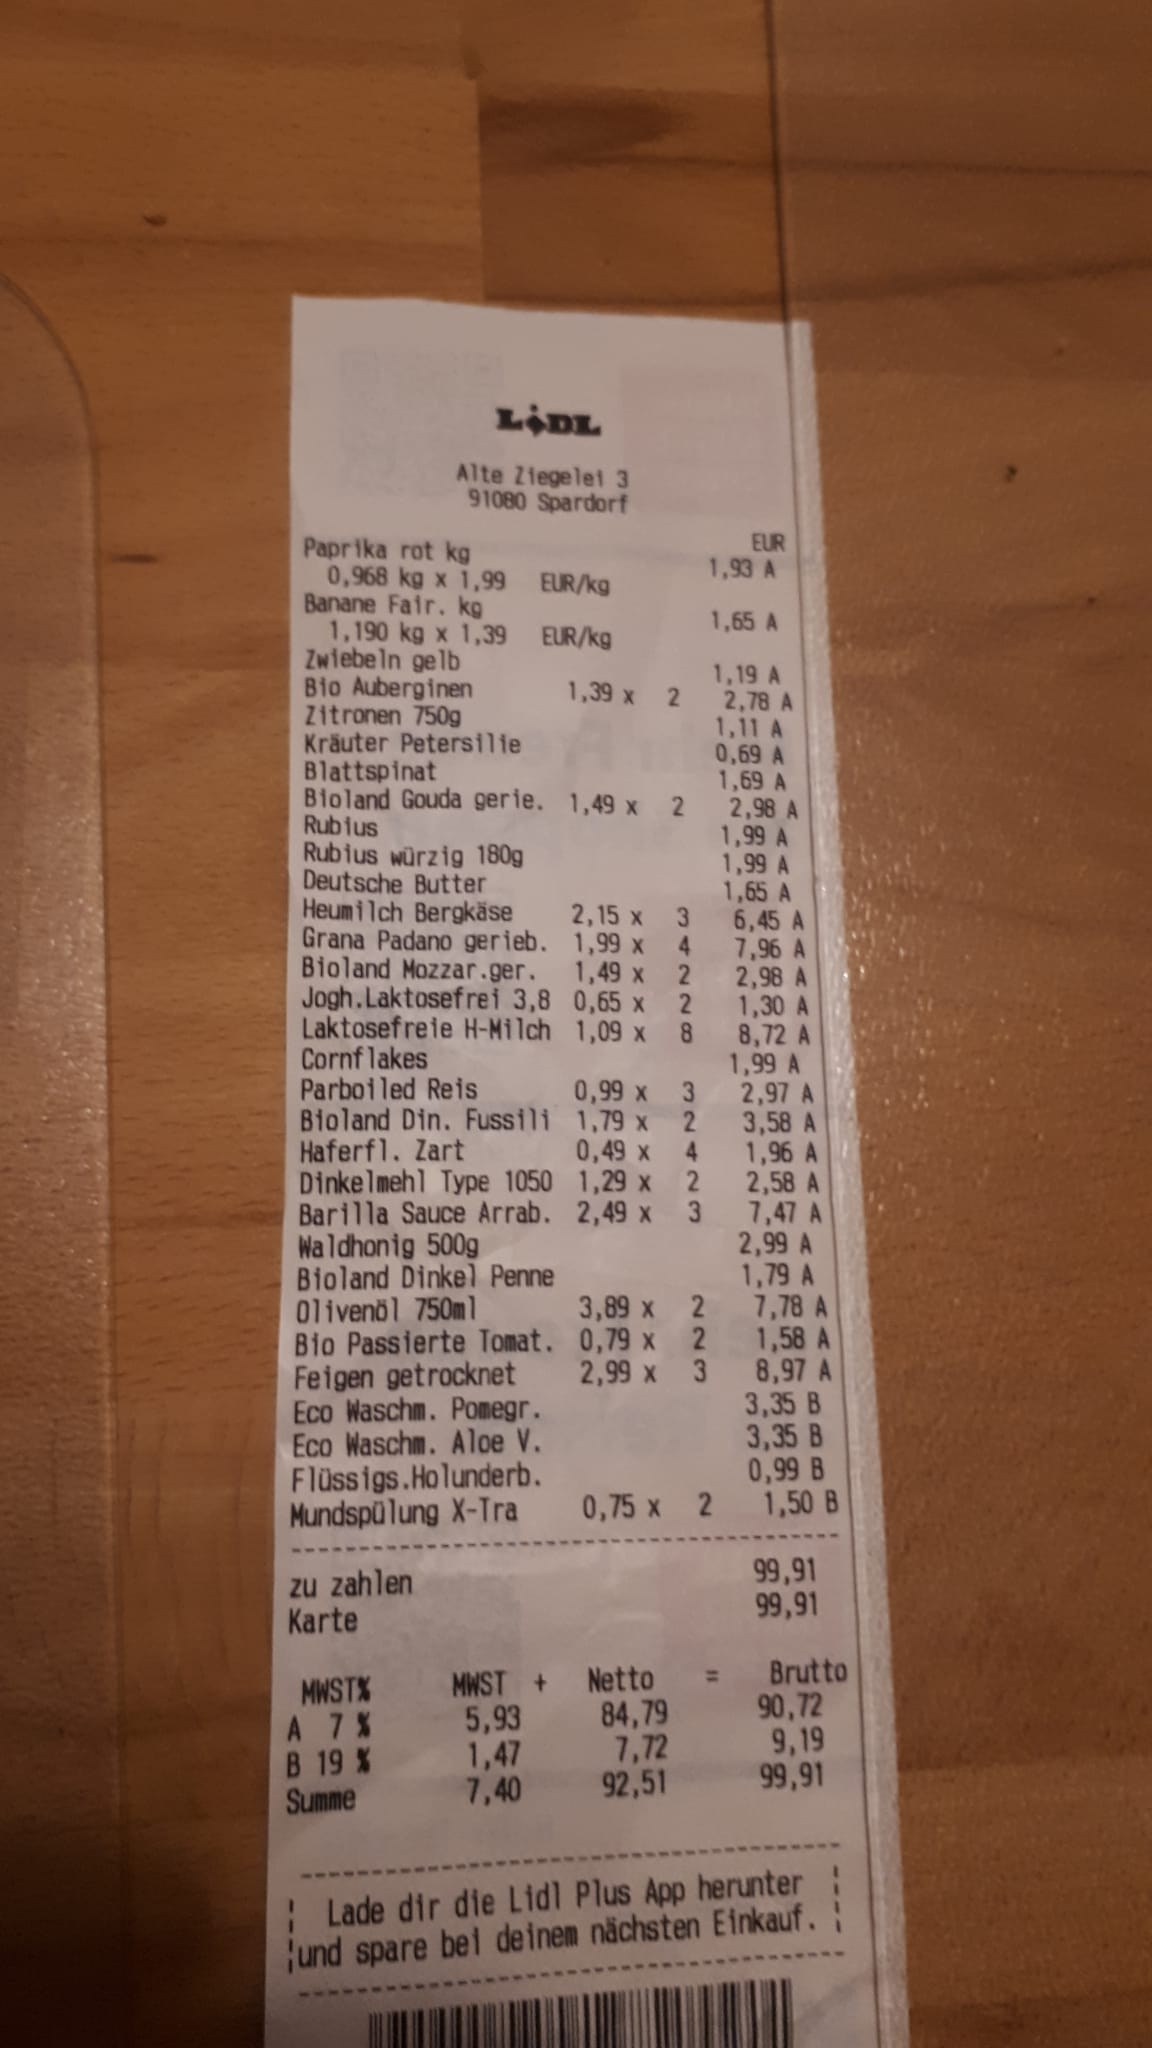 LIDL
Alte Ziegelei 3
91080 Spardorf
EUR
Paprika rot kg 1,93 A
0,968 kg x 1,99 EUR/kg
Banane Fair. kg 1,65 A
1,190 kg x 1,39 EUR/kg
Zwiebeln gelb 1,19 A
Bio Auberginen 1,39 x 2 2,78 A
Zitronen 750g 1,11 A
Kräuter Petersilie 0,69 A
Blattspinat 1,69 A
Bioland Gouda gerie. 1,49 x 2 2,98 A
Rubius 1,99 A
Rubius würzig 180g 1,99 A
Deutsche Butter 1,65 A
Heumilch Bergkäse 2,15 x 3 6,45 A
Grana Padano gerieb. 1,99 x 4 7,96 A
Bioland Mozzar.ger. 1,49 x 2 2,98 A
Jogh.Laktosefrei 3,8 0,65 x 2 1,30 A
Laktosefreie H-Milch 1,09 x 8 8,72 A
Cornflakes 1,99 A
Parboiled Reis 0,99 x 3 2,97 A
Bioland Din. Fussili 1,79 x 2 3,58 A
Haferfl. Zart 0,49 x 4 1,96 A
Dinkelmehl Type 1050 1,29 x 2 2,58 A
Barilla Sauce Arrab. 2,49 x 3 7,47 A
Waldhonig 500g 2,99 A
Bioland Dinkel Penne 1,79 A
Olivenöl 750ml 3,89 x 2 7,78 A
Bio Passierte Tomat. 0,79 x 2 1,58 A
Feigen getrocknet 2,99 x 3 8,97 A
Eco Waschm. Pomegr. 3,35 B
Eco Waschm. Aloe V. 3,35 B
Flüssigs.Holunderb. 0,99 B
Mundspülung X-Tra 0,75 x 2 1,50 B
zu zahlen 99,91
Karte 99,91
MWST% MWST + Netto = Brutto
A 7 % 5,93 84,79 90,72
B 19 % 1,47 7,72 9,19
Summe 7,40 92,51 99,91
Lade dir die Lidl Plus App herunter
und spare bei deinem nächsten Einkauf.